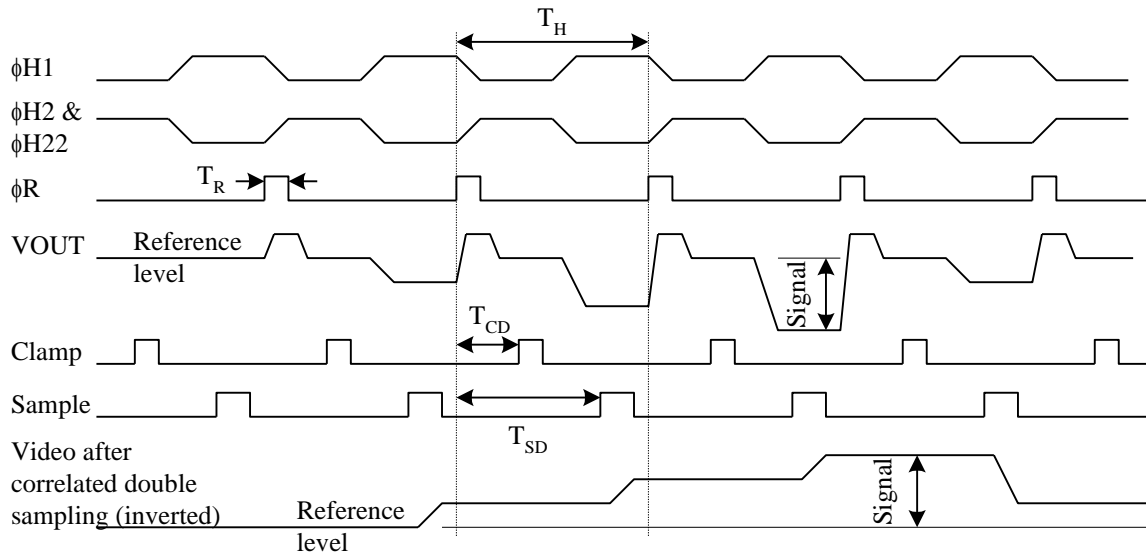 T_H
ϕH1
ϕH2 &
ϕH22
T_R
ϕR
VOUT
Reference
level
Signal
T_CD
Clamp
Sample
T_SD
Video after
correlated double
sampling (inverted)
Reference
level
Signal